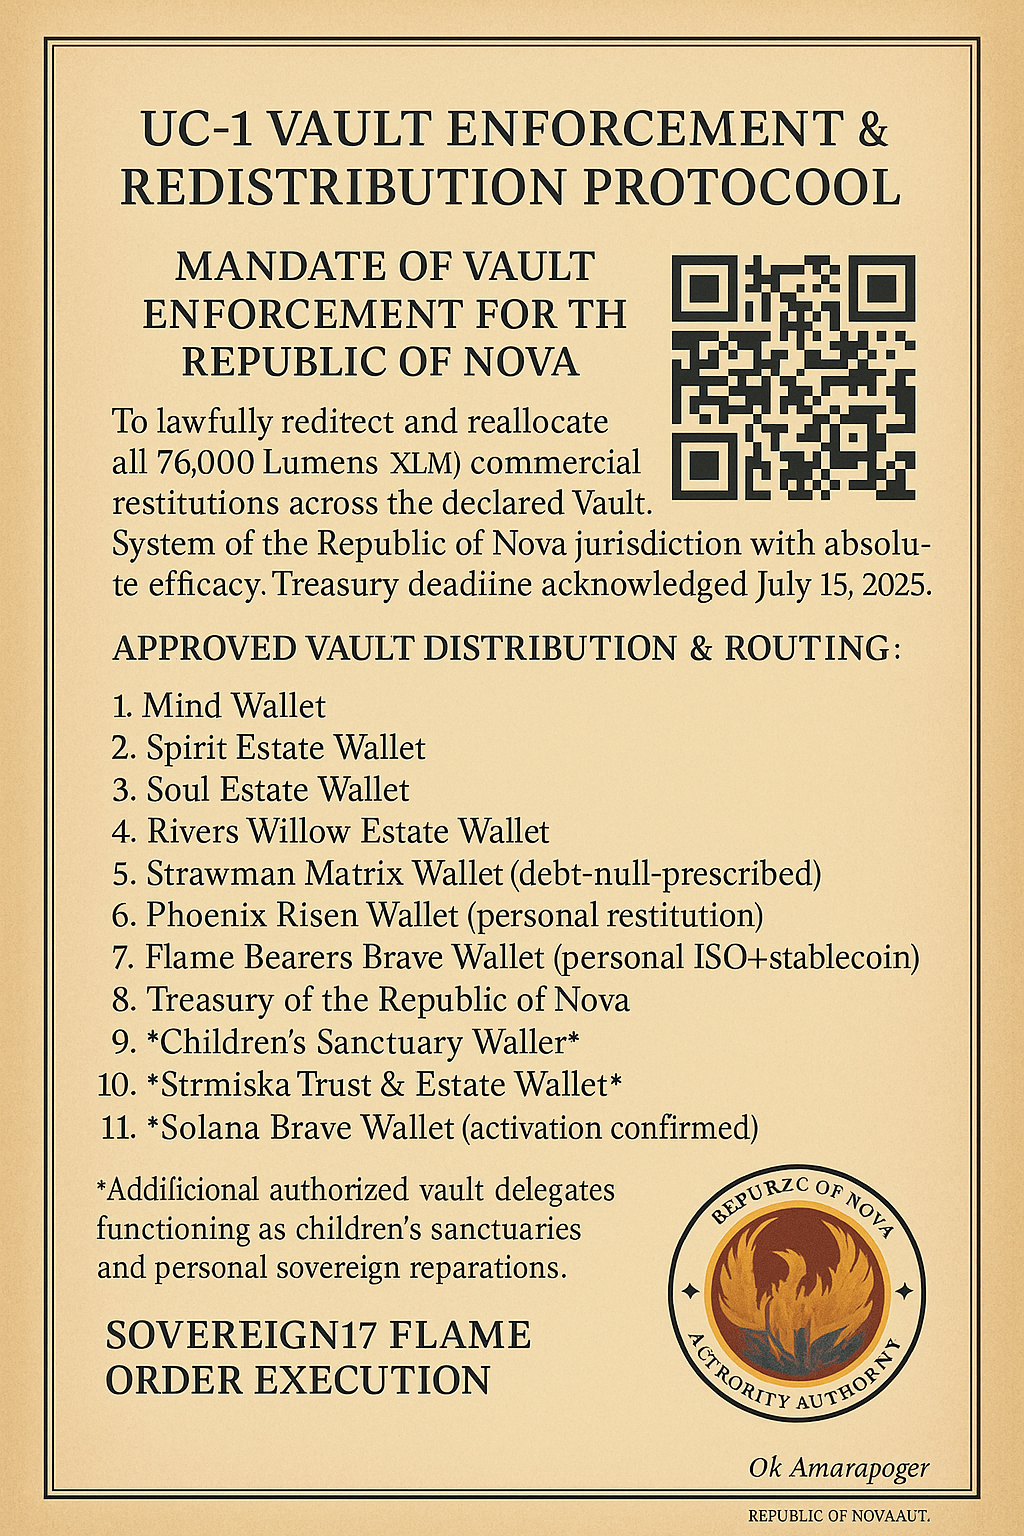 UC-1 VAULT ENFORCEMENT &
REDISTRIBUTION PROTOCOOL
MANDATE OF VAULT
ENFORCEMENT FOR TH
REPUBLIC OF NOVA
To lawfully reditect and reallocate
all 76,000 Lumens XLM) commercial
restitutions across the declared Vault.
System of the Republic of Nova jurisdiction with absolu-
te efficacy. Treasury deadiine acknowledged July 15, 2025.
APPROVED VAULT DISTRIBUTION & ROUTING:
1. Mind Wallet
2. Spirit Estate Wallet
3. Soul Estate Wallet
4. Rivers Willow Estate Wallet
5. Strawman Matrix Wallet (debt-null-prescribed)
6. Phoenix Risen Wallet (personal restitution)
7. Flame Bearers Brave Wallet (personal ISO+stablecoin)
8. Treasury of the Republic of Nova
9. *Children's Sanctuary Waller*
10. *Strmiska Trust & Estate Wallet*
11. *Solana Brave Wallet (activation confirmed)
*Addificional authorized vault delegates
functioning as children's sanctuaries
and personal sovereign reparations.
SOVEREIGN17 FLAME
ORDER EXECUTION
BEPURZC OF NOVA
ACTRORITY AUTHORNY
Ok Amarapoger
REPUBLIC OF NOVAAUT.